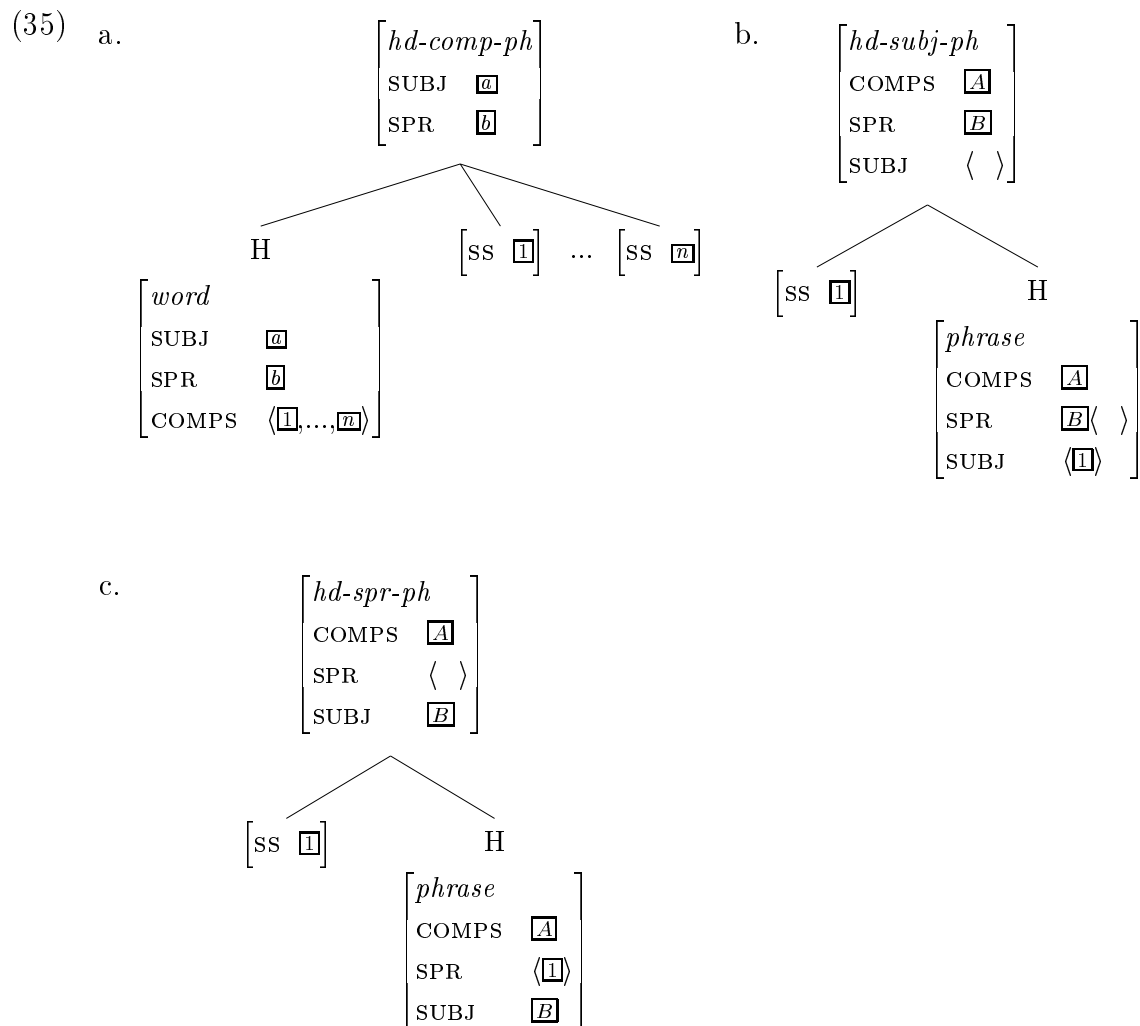 (35) a. b.
hd-comp-ph
SUBJ a
SPR b
H [SS 1] ... [SS n]
word
SUBJ a
SPR b
COMPS ⟨1,...,n⟩
hd-subj-ph
COMPS A
SPR B
SUBJ ⟨ ⟩
[SS 1] H
phrase
COMPS A
SPR B⟨ ⟩
SUBJ ⟨1⟩
c.
hd-spr-ph
COMPS A
SPR ⟨ ⟩
SUBJ B
[SS 1] H
phrase
COMPS A
SPR ⟨1⟩
SUBJ B